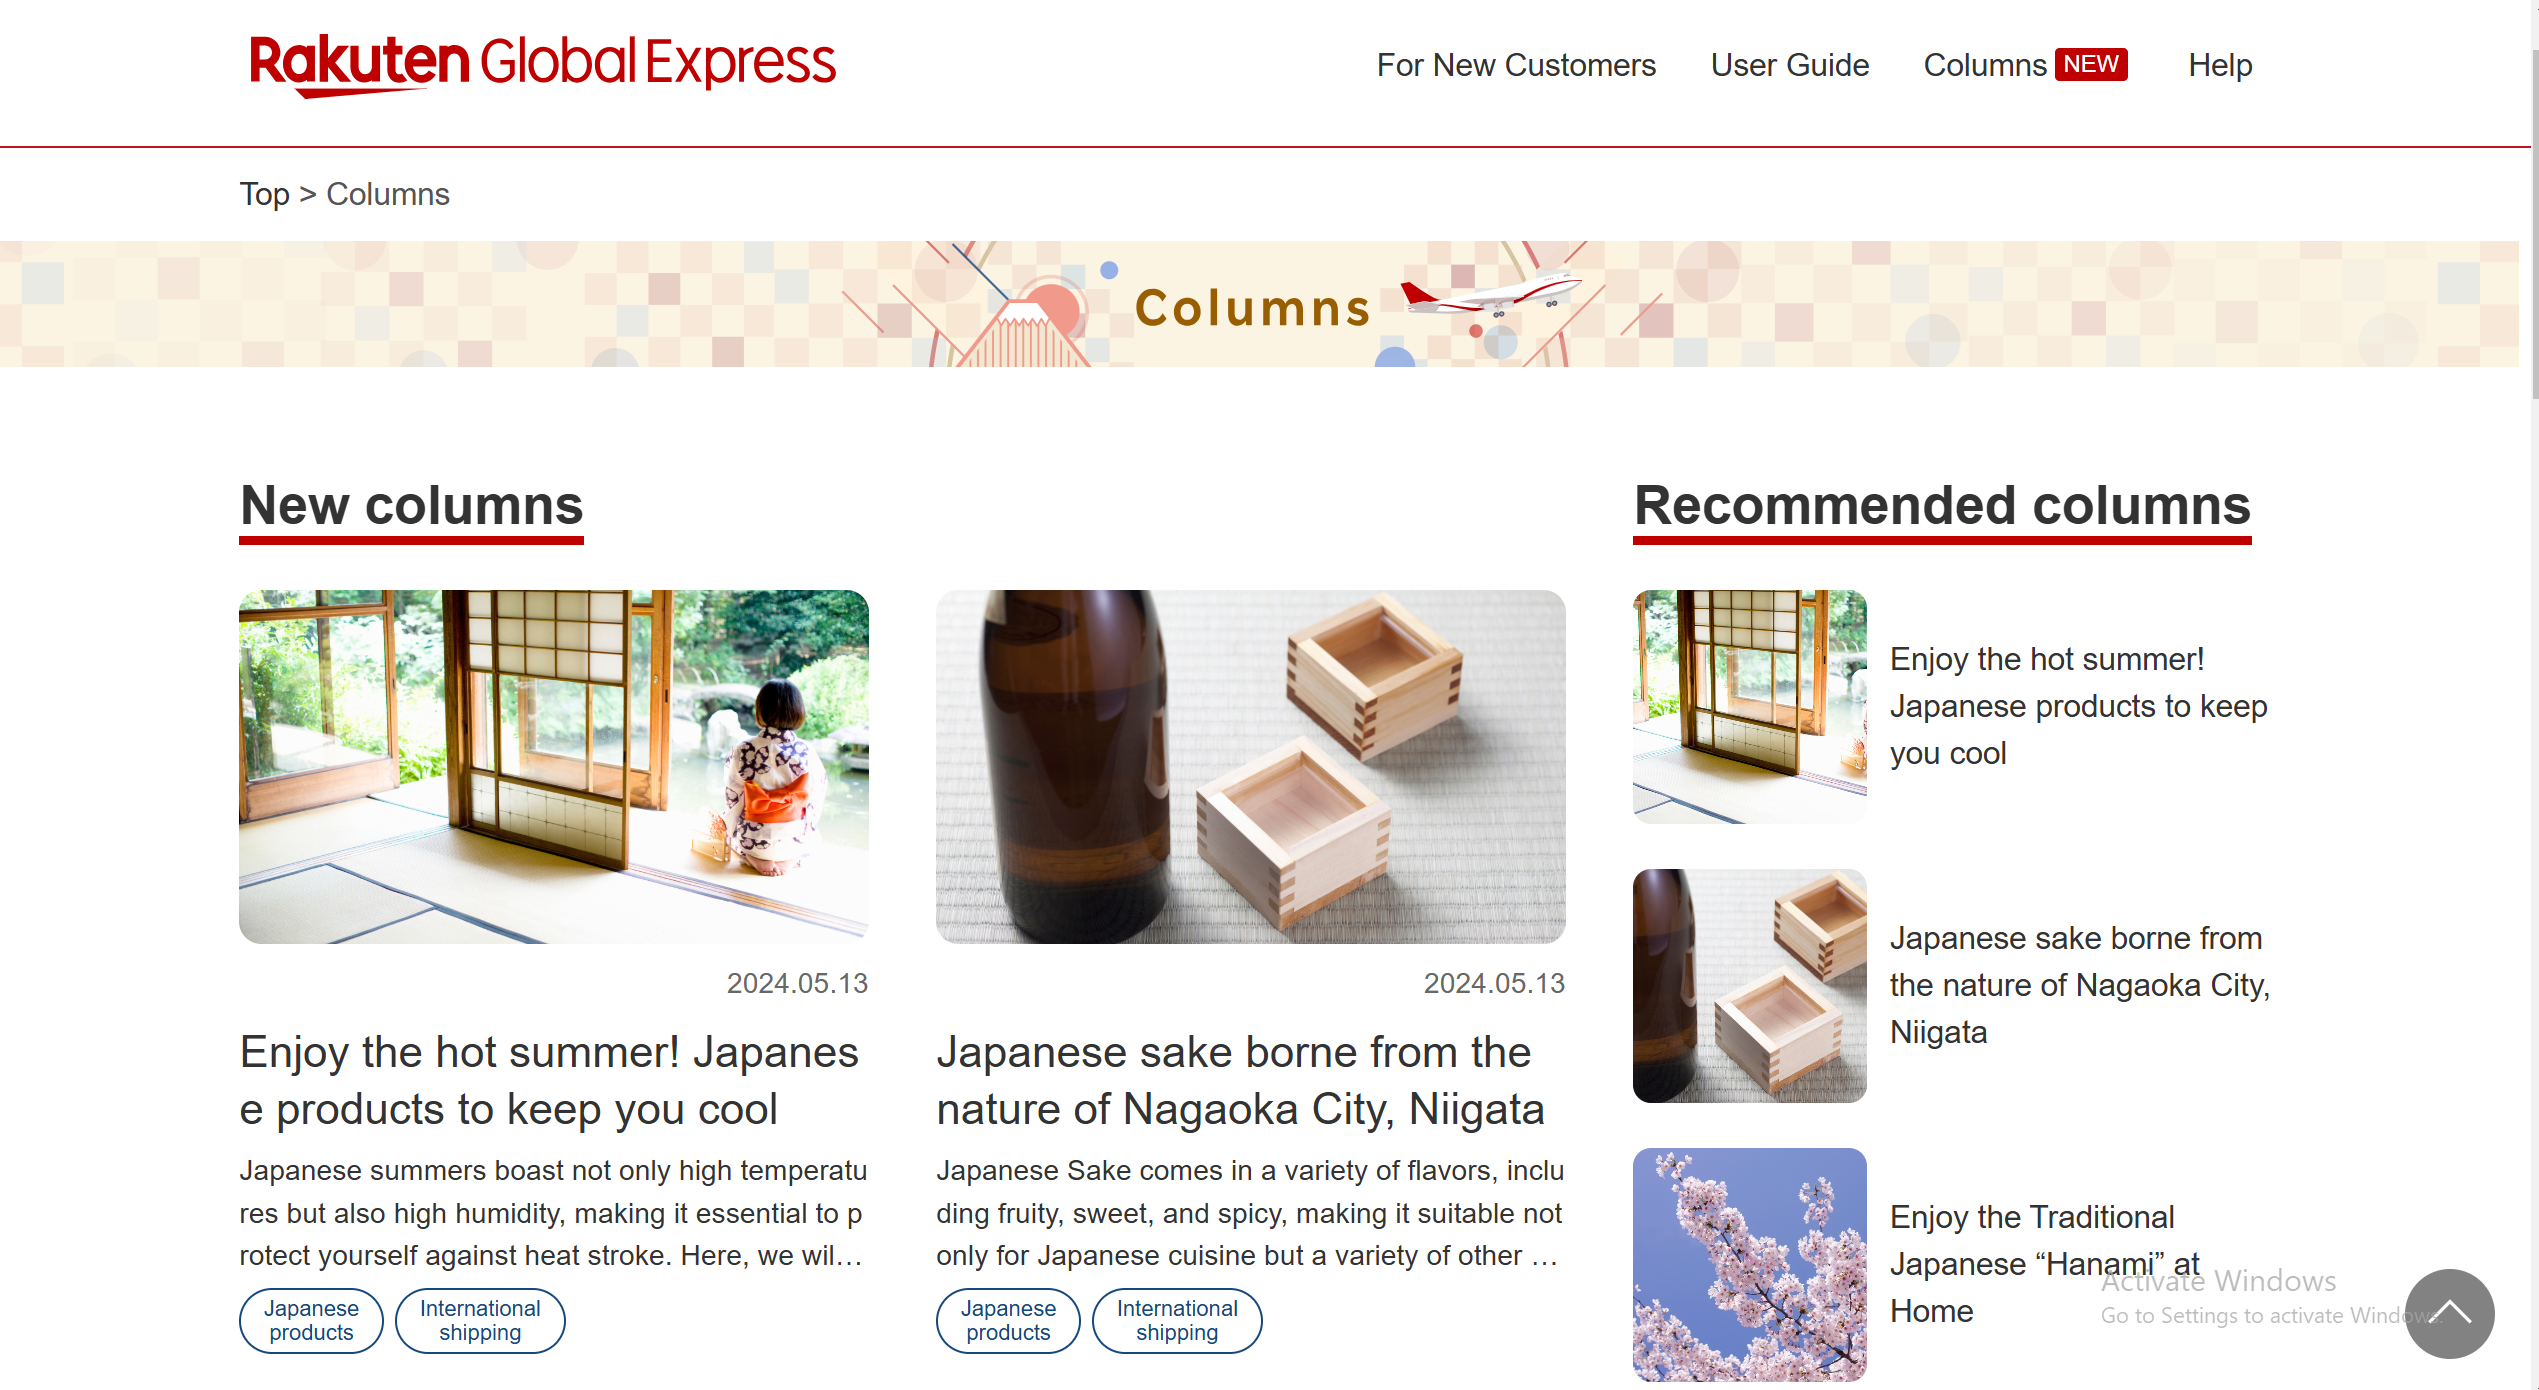 Rakuten Global Express
For New Customers
User Guide
Columns NEW
Help
Top > Columns
Columns
New columns
2024.05.13
Enjoy the hot summer! Japanes
e products to keep you cool
Japanese summers boast not only high temperatu
res but also high humidity, making it essential to p
rotect yourself against heat stroke. Here, we wil…
Japanese
products
International
shipping
2024.05.13
Japanese sake borne from the
nature of Nagaoka City, Niigata
Japanese Sake comes in a variety of flavors, inclu
ding fruity, sweet, and spicy, making it suitable not
only for Japanese cuisine but a variety of other …
Japanese
products
International
shipping
Recommended columns
Enjoy the hot summer!
Japanese products to keep
you cool
Japanese sake borne from
the nature of Nagaoka City,
Niigata
Enjoy the Traditional
Japanese “Hanami” at
Home
Activate Windows
Go to Settings to activate Windows.